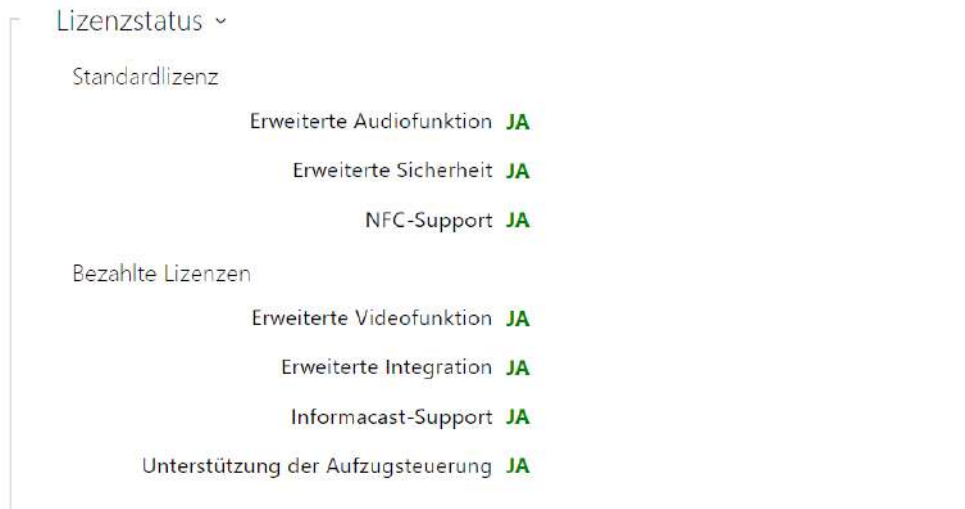 Lizenzstatus
Standardlizenz
Erweiterte Audiofunktion JA
Erweiterte Sicherheit JA
NFC-Support JA
Bezahlte Lizenzen
Erweiterte Videofunktion JA
Erweiterte Integration JA
Informacast-Support JA
Unterstützung der Aufzugsteuerung JA